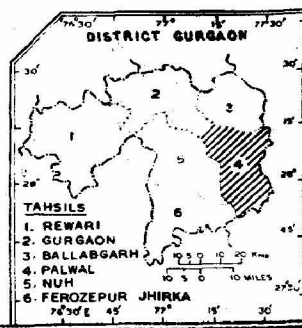 76°30' 45' 77° 15' 77°30'
DISTRICT GURGAON
30' 30'
2 3
1
15'
5 4
28° 28°
TAHSILS 6
1. REWARI
2. GURGAON
3. BALLABGARH
4. PALWAL
5. NUH
6. FEROZEPUR JHIRKA
10 5 0 10 20 KMS
10 5 0 10 MILES
27°30'
76°30'E 45' 77° 15' 30'